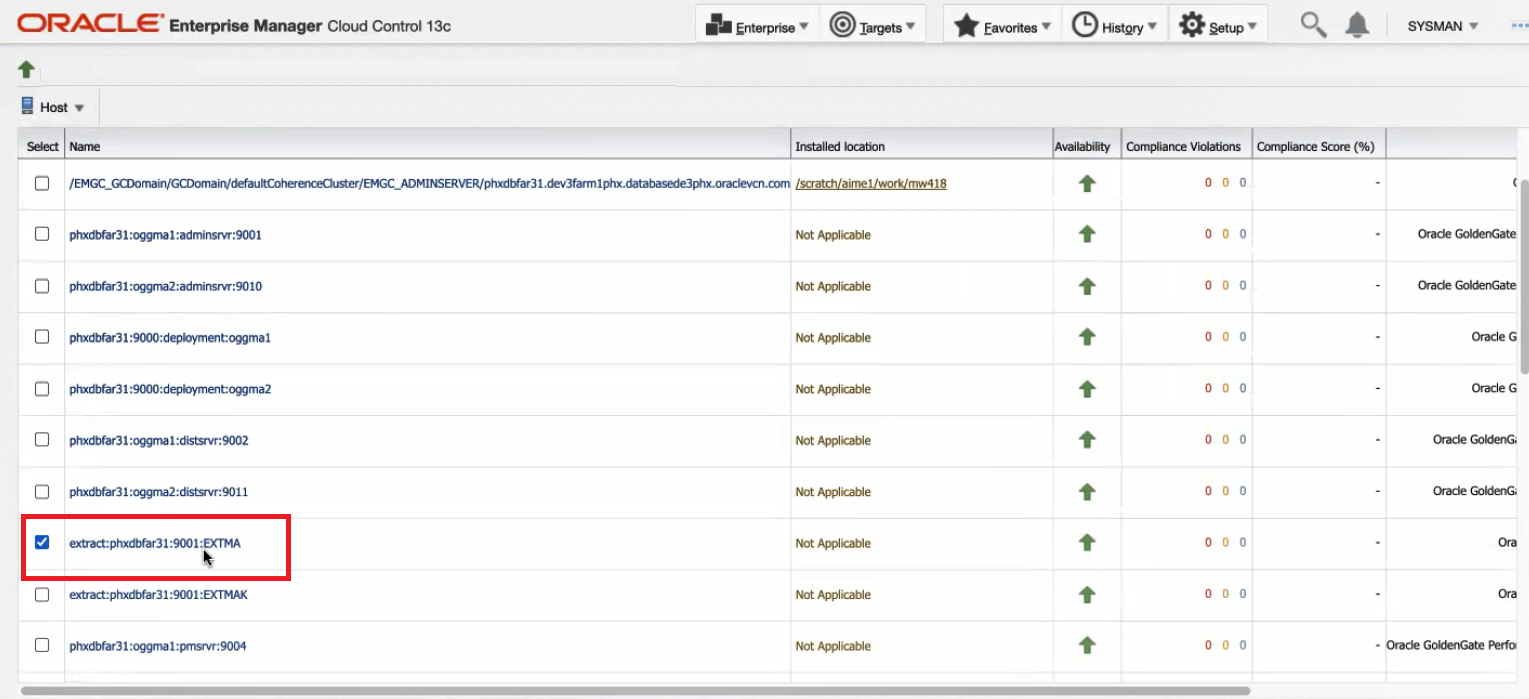 ORACLE Enterprise Manager Cloud Control 13c Enterprise Targets Favorites History Setup SYSMAN
Host
Select Name Installed location Availability Compliance Violations Compliance Score (%)
/EMGC_GCDomain/GCDomain/defaultCoherenceCluster/EMGC_ADMINSERVER/phxdbfar31.dev3farm1phx.databasede3phx.oraclevcn.com /scratch/aime1/work/mw418 0 0 0 -
phxdbfar31:oggma1:adminsrvr:9001 Not Applicable 0 0 0 - Oracle GoldenGate
phxdbfar31:oggma2:adminsrvr:9010 Not Applicable 0 0 0 - Oracle GoldenGate
phxdbfar31:9000:deployment:oggma1 Not Applicable 0 0 0 - Oracle G
phxdbfar31:9000:deployment:oggma2 Not Applicable 0 0 0 - Oracle G
phxdbfar31:oggma1:distsrvr:9002 Not Applicable 0 0 0 - Oracle GoldenGa
phxdbfar31:oggma2:distsrvr:9011 Not Applicable 0 0 0 - Oracle GoldenGa
extract:phxdbfar31:9001:EXTMA Not Applicable 0 0 0 - Ora
extract:phxdbfar31:9001:EXTMAK Not Applicable 0 0 0 - Ora
phxdbfar31:oggma1:pmsrvr:9004 Not Applicable 0 0 0 - Oracle GoldenGate Perfo